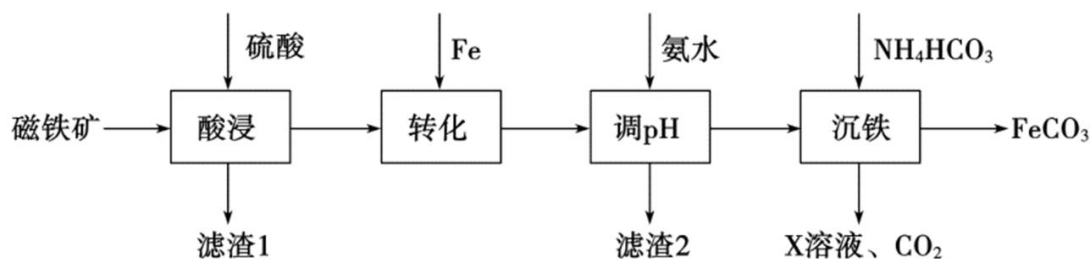 硫酸 Fe 氨水 NH₄HCO₃
磁铁矿 酸浸 转化 调pH 沉铁 FeCO₃
滤渣1 滤渣2 X溶液、CO₂